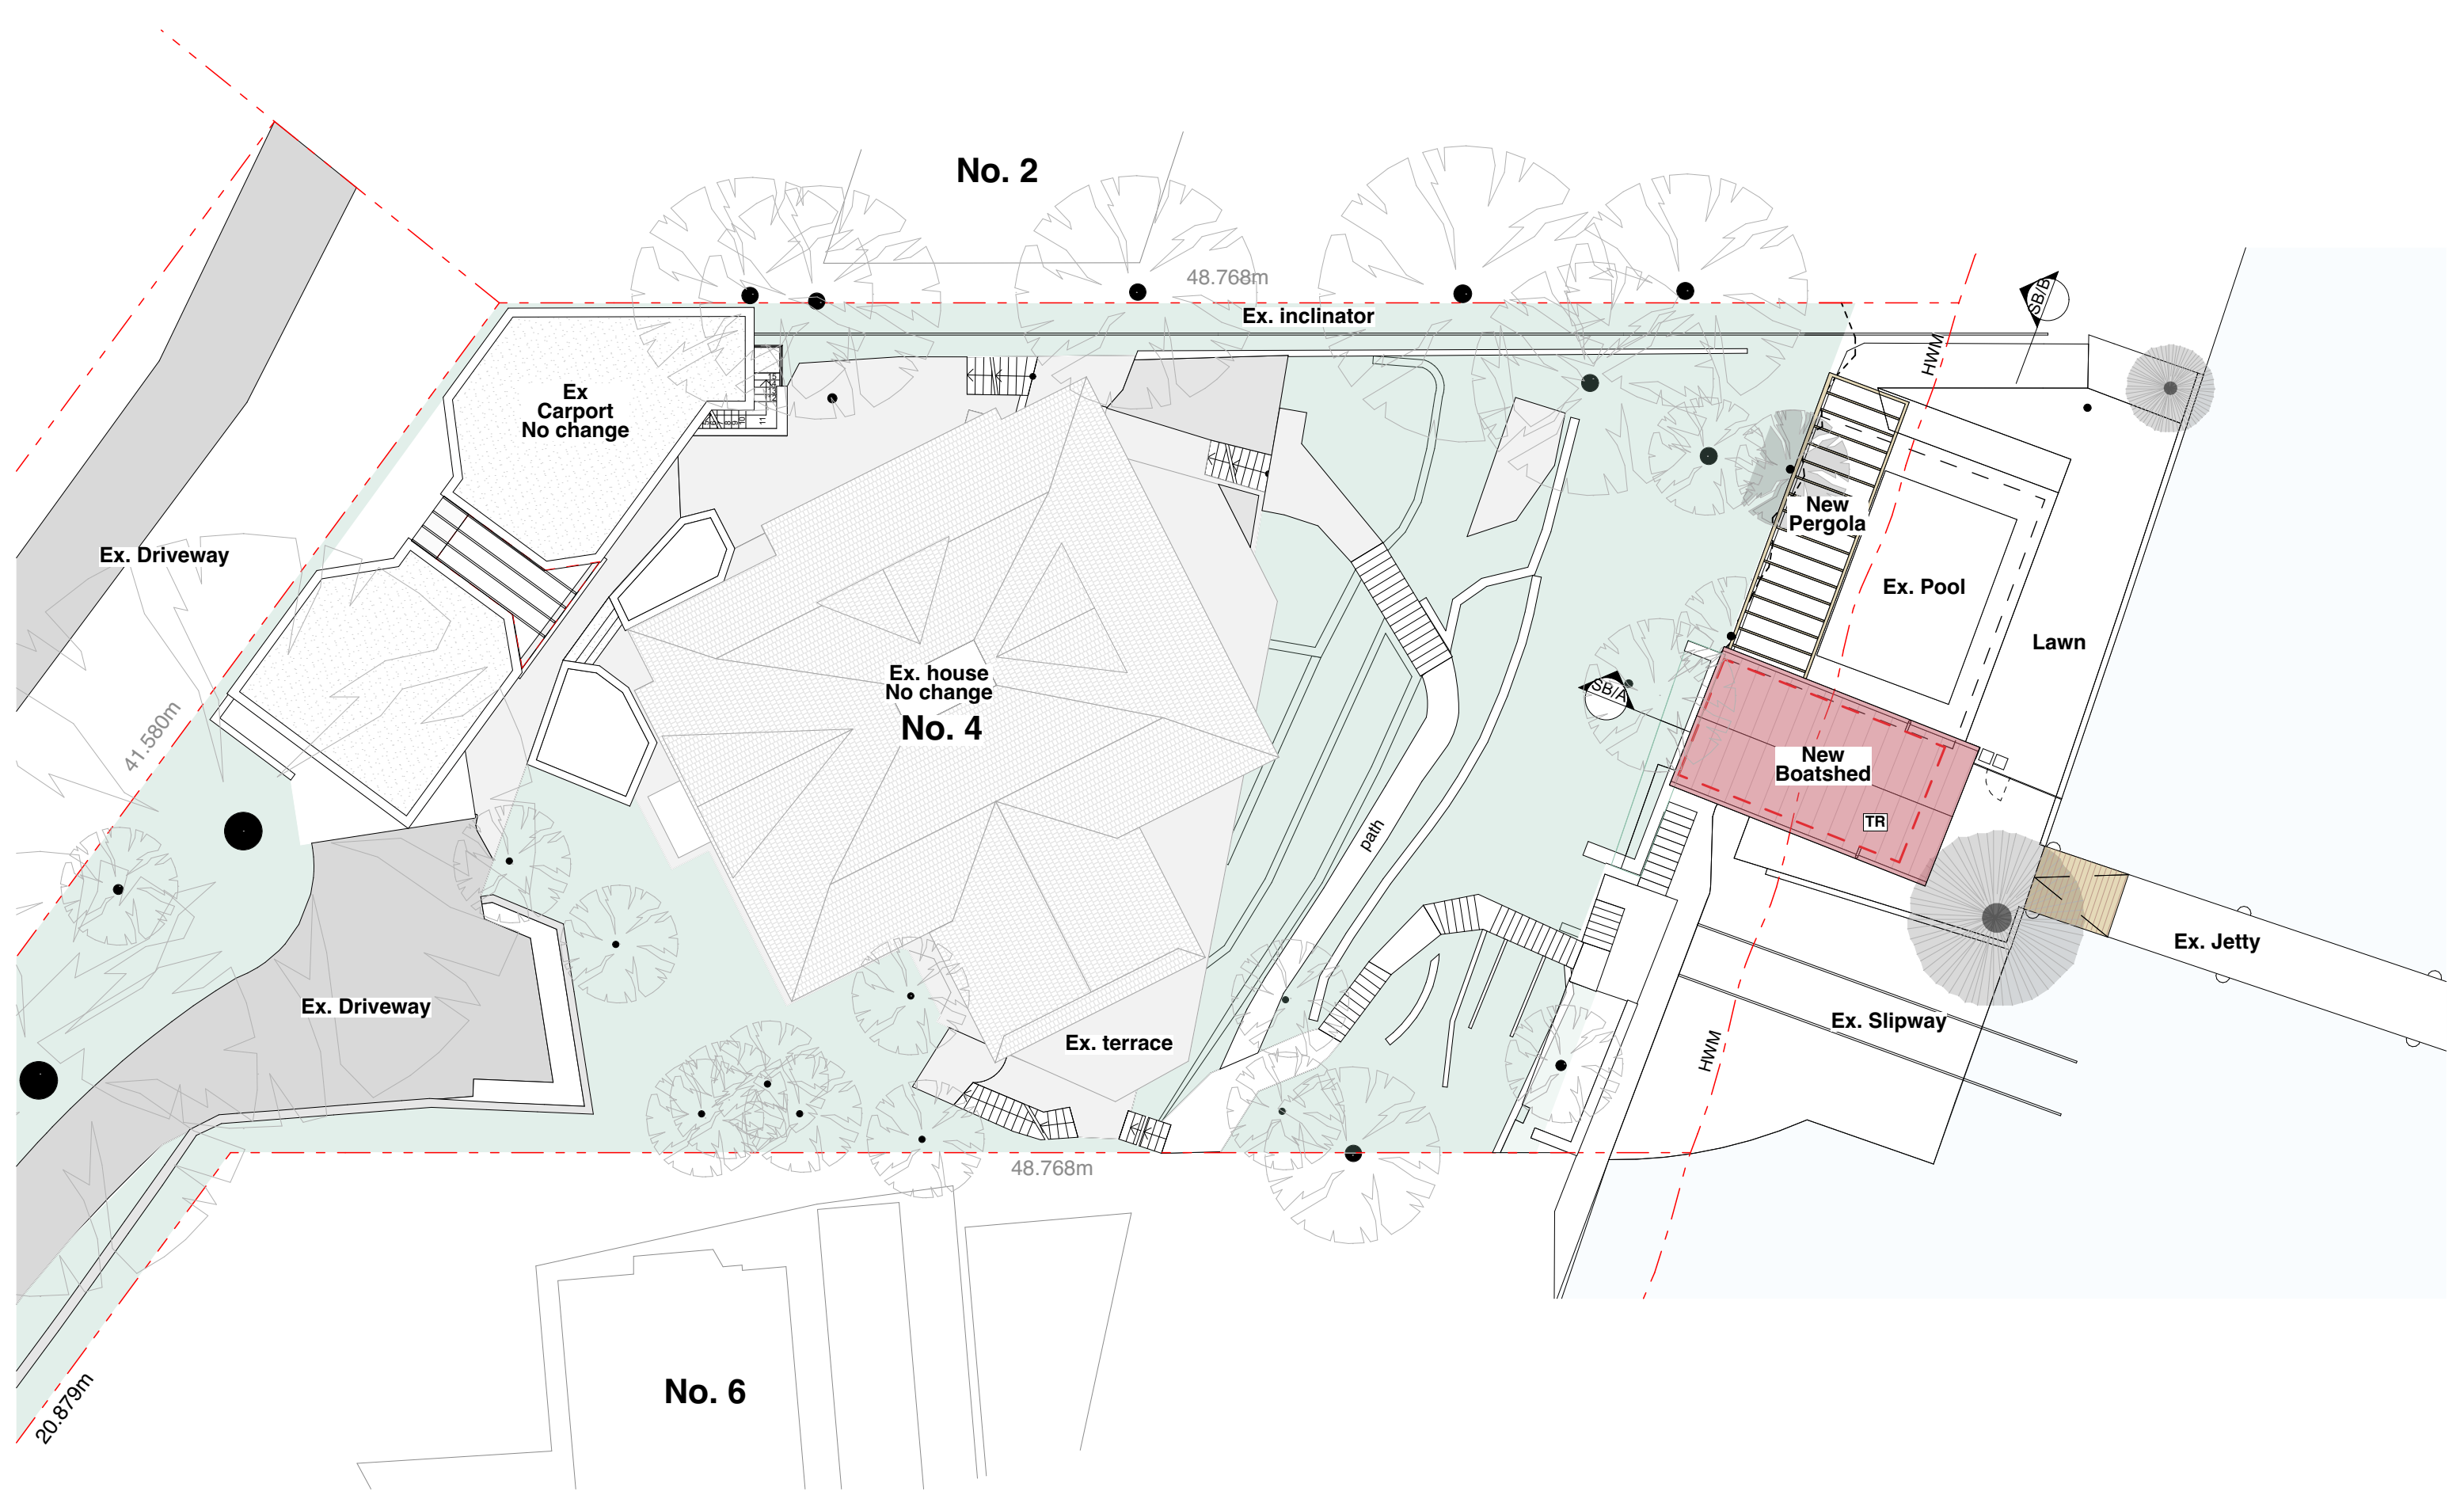 No. 2
48.768m
Ex. inclinator
SB/B
HWM
Ex
Carport
No change
New
Pergola
Ex. Driveway
Ex. Pool
Lawn
Ex. house
No change
No. 4
SB/A
41.580m
New
Boatshed
TR
path
Ex. Jetty
Ex. Driveway
Ex. Slipway
Ex. terrace
HWM
48.768m
No. 6
20.879m